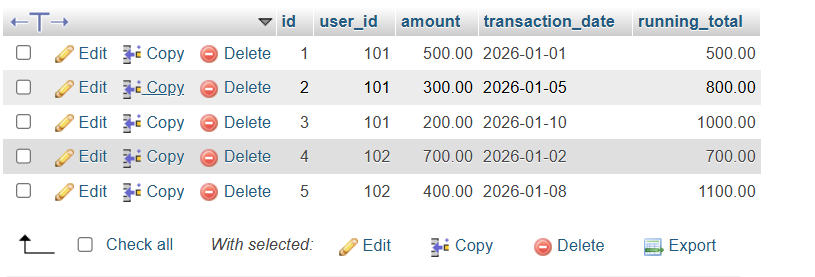 id user_id amount transaction_date running_total
Edit Copy Delete 1 101 500.00 2026-01-01 500.00
Edit Copy Delete 2 101 300.00 2026-01-05 800.00
Edit Copy Delete 3 101 200.00 2026-01-10 1000.00
Edit Copy Delete 4 102 700.00 2026-01-02 700.00
Edit Copy Delete 5 102 400.00 2026-01-08 1100.00
Check all With selected: Edit Copy Delete Export